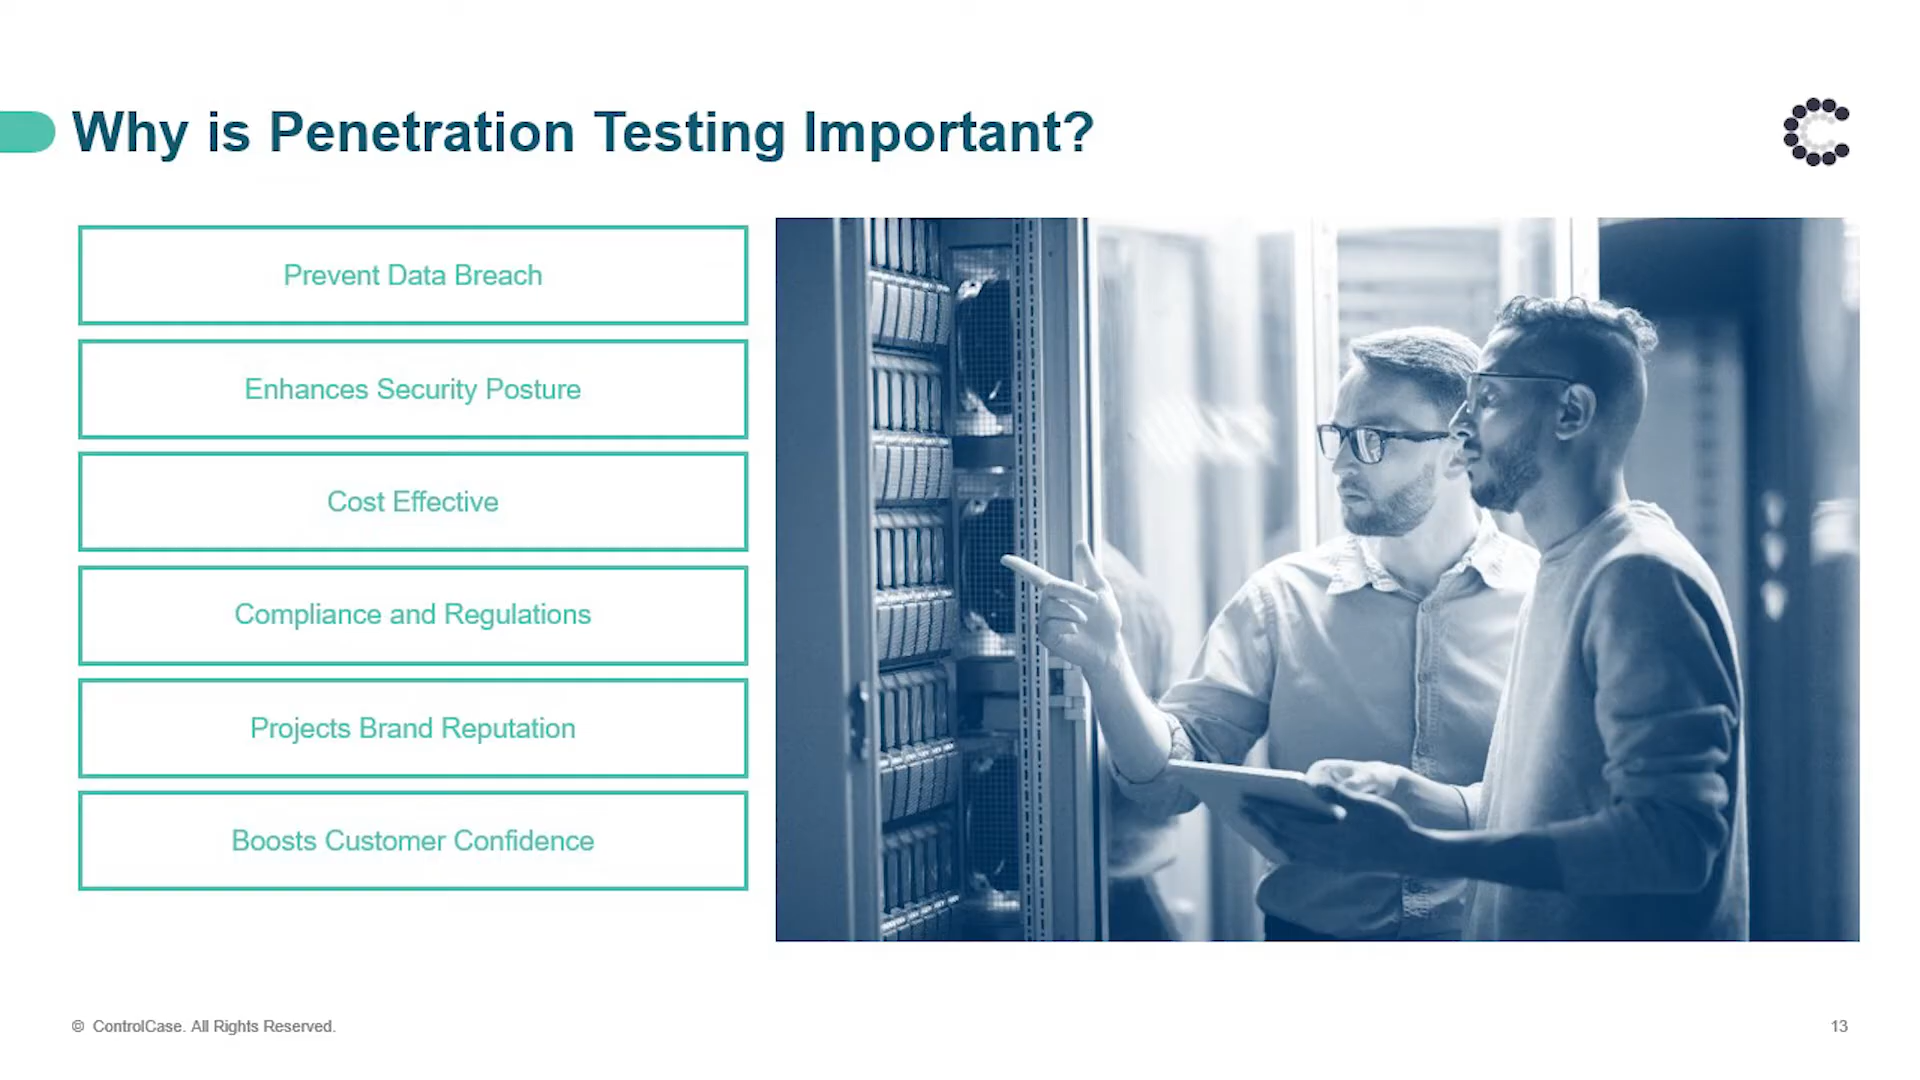 Why is Penetration Testing Important?
Prevent Data Breach
Enhances Security Posture
Cost Effective
Compliance and Regulations
Projects Brand Reputation
Boosts Customer Confidence
© ControlCase. All Rights Reserved.
13